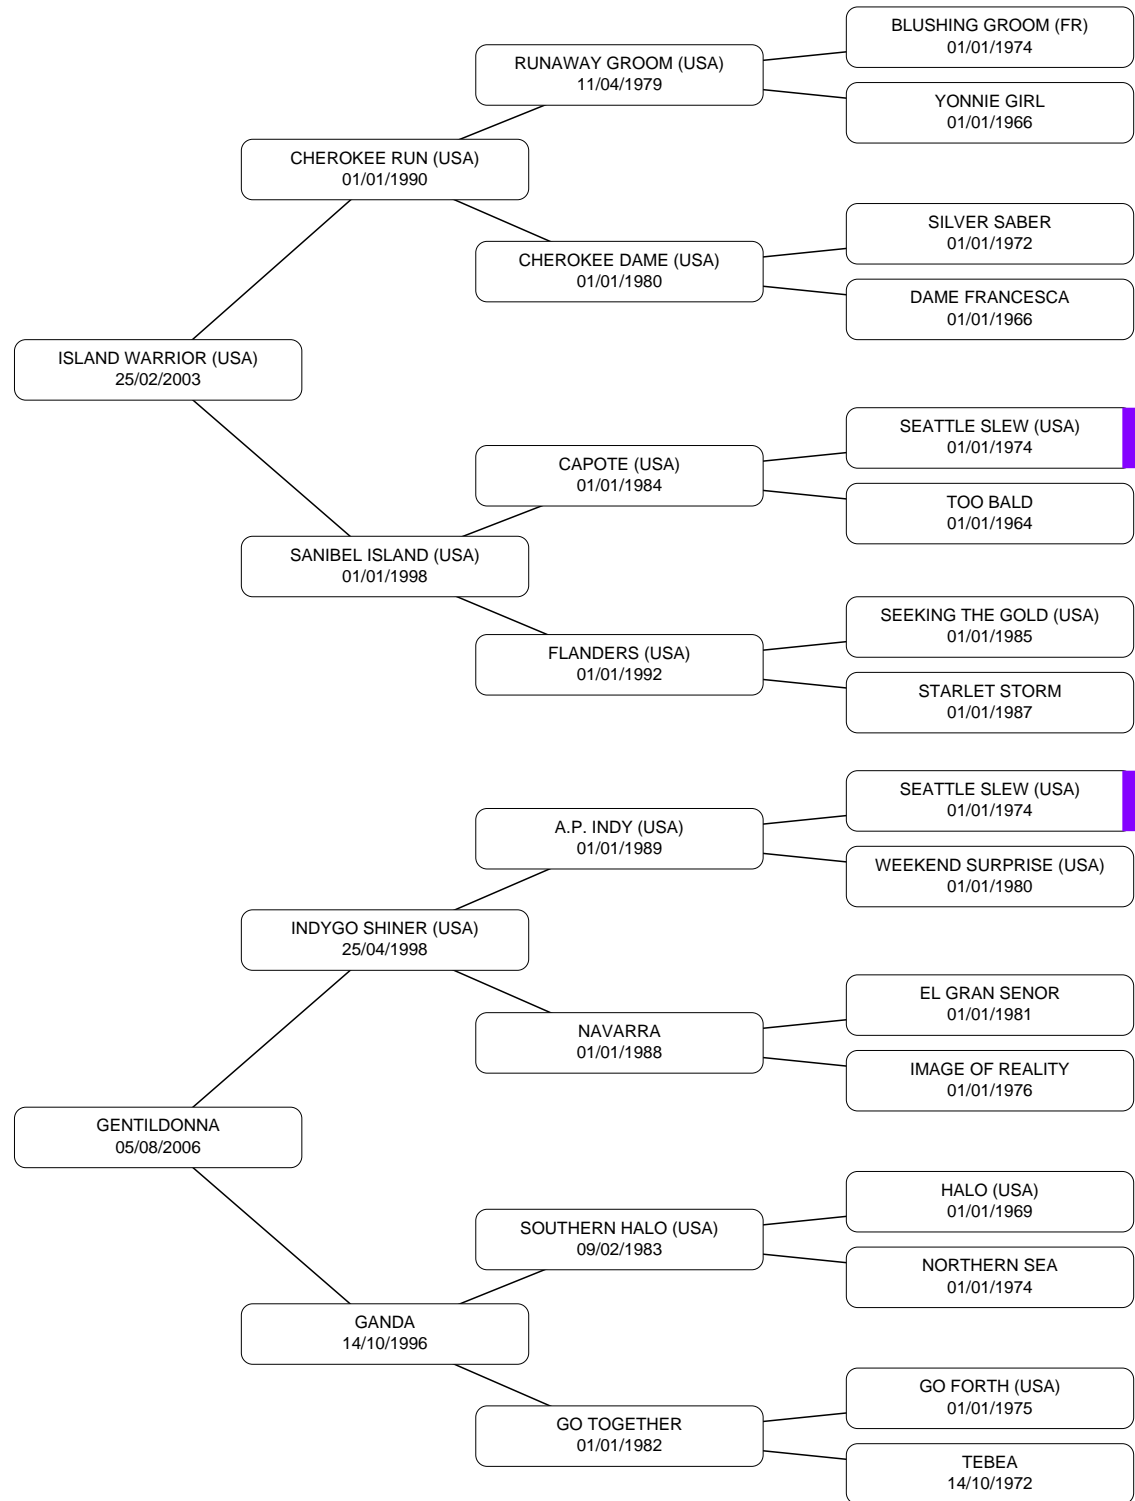 BLUSHING GROOM (FR)
01/01/1974
RUNAWAY GROOM (USA)
11/04/1979
YONNIE GIRL
01/01/1966
CHEROKEE RUN (USA)
01/01/1990
SILVER SABER
01/01/1972
CHEROKEE DAME (USA)
01/01/1980
DAME FRANCESCA
01/01/1966
ISLAND WARRIOR (USA)
25/02/2003
SEATTLE SLEW (USA)
01/01/1974
CAPOTE (USA)
01/01/1984
TOO BALD
01/01/1964
SANIBEL ISLAND (USA)
01/01/1998
SEEKING THE GOLD (USA)
01/01/1985
FLANDERS (USA)
01/01/1992
STARLET STORM
01/01/1987
SEATTLE SLEW (USA)
01/01/1974
A.P. INDY (USA)
01/01/1989
WEEKEND SURPRISE (USA)
01/01/1980
INDYGO SHINER (USA)
25/04/1998
EL GRAN SENOR
01/01/1981
NAVARRA
01/01/1988
IMAGE OF REALITY
01/01/1976
GENTILDONNA
05/08/2006
HALO (USA)
01/01/1969
SOUTHERN HALO (USA)
09/02/1983
NORTHERN SEA
01/01/1974
GANDA
14/10/1996
GO FORTH (USA)
01/01/1975
GO TOGETHER
01/01/1982
TEBEA
14/10/1972